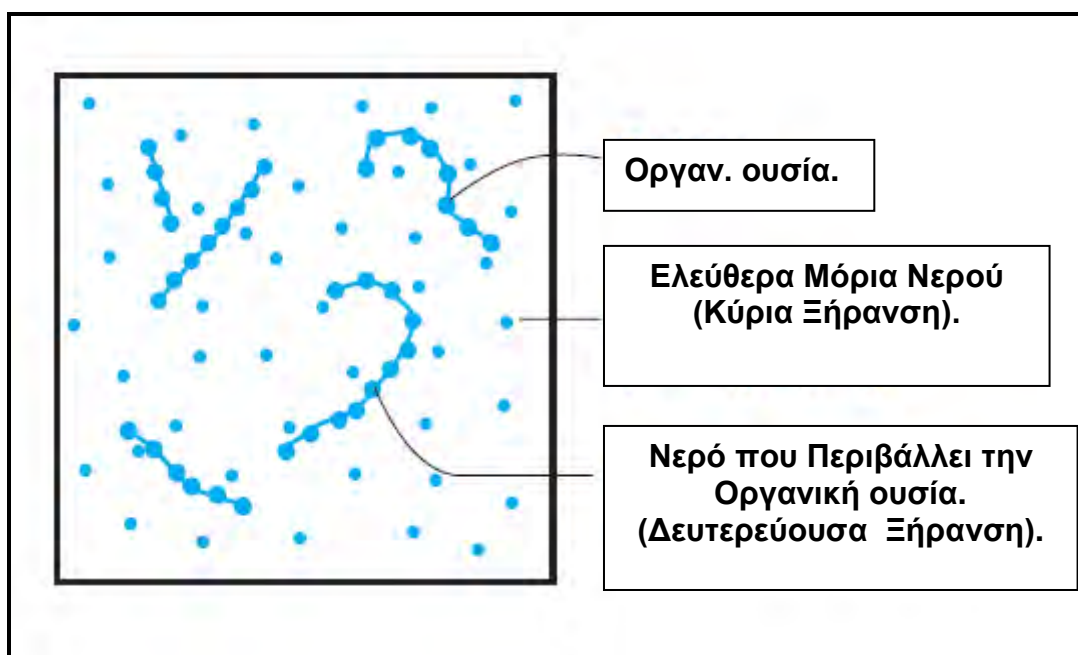 Οργαν. ουσία.
Ελεύθερα Μόρια Νερού
(Κύρια Ξήρανση).
Νερό που Περιβάλλει την
Οργανική ουσία.
(Δευτερεύουσα Ξήρανση).